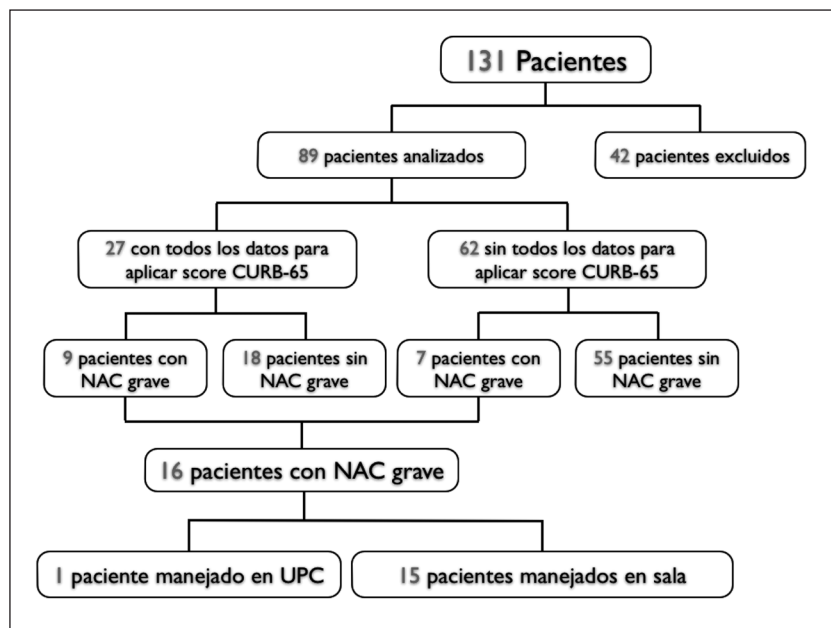 131 Pacientes
89 pacientes analizados
42 pacientes excluidos
27 con todos los datos para
aplicar score CURB-65
62 sin todos los datos para
aplicar score CURB-65
9 pacientes con
NAC grave
18 pacientes sin
NAC grave
7 pacientes con
NAC grave
55 pacientes sin
NAC grave
16 pacientes con NAC grave
1 paciente manejado en UPC
15 pacientes manejados en sala